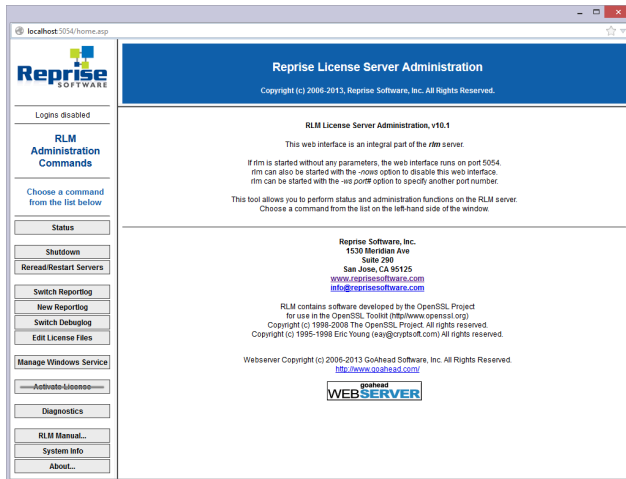 localhost:5054/home.asp
Reprise
SOFTWARE
Logins disabled
RLM
Administration
Commands
Choose a command
from the list below
Status
Shutdown
Reread/Restart Servers
Switch Reportlog
New Reportlog
Switch Debuglog
Edit License Files
Manage Windows Service
Activate License
Diagnostics
RLM Manual...
System Info
About...
Reprise License Server Administration
Copyright (c) 2006-2013, Reprise Software, Inc. All Rights Reserved.
RLM License Server Administration, v10.1
This web interface is an integral part of the rlm server.
If rlm is started without any parameters, the web interface runs on port 5054.
rlm can also be started with the -nows option to disable this web interface.
rlm can be started with the -ws port# option to specify another port number.
This tool allows you to perform status and administration functions on the RLM server.
Choose a command from the list on the left-hand side of the window.
Reprise Software, Inc.
1530 Meridian Ave
Suite 290
San Jose, CA 95125
www.reprisesoftware.com
info@reprisesoftware.com
RLM contains software developed by the OpenSSL Project
for use in the OpenSSL Toolkit (http//www.openssl.org)
Copyright (c) 1998-2008 The OpenSSL Project. All rights reserved.
Copyright (c) 1995-1998 Eric Young (eay@cryptsoft.com) All rights reserved.
Webserver Copyright (c) 2006-2013 GoAhead Software, Inc. All Rights Reserved.
http://www.goahead.com/
goahead
WEBSERVER